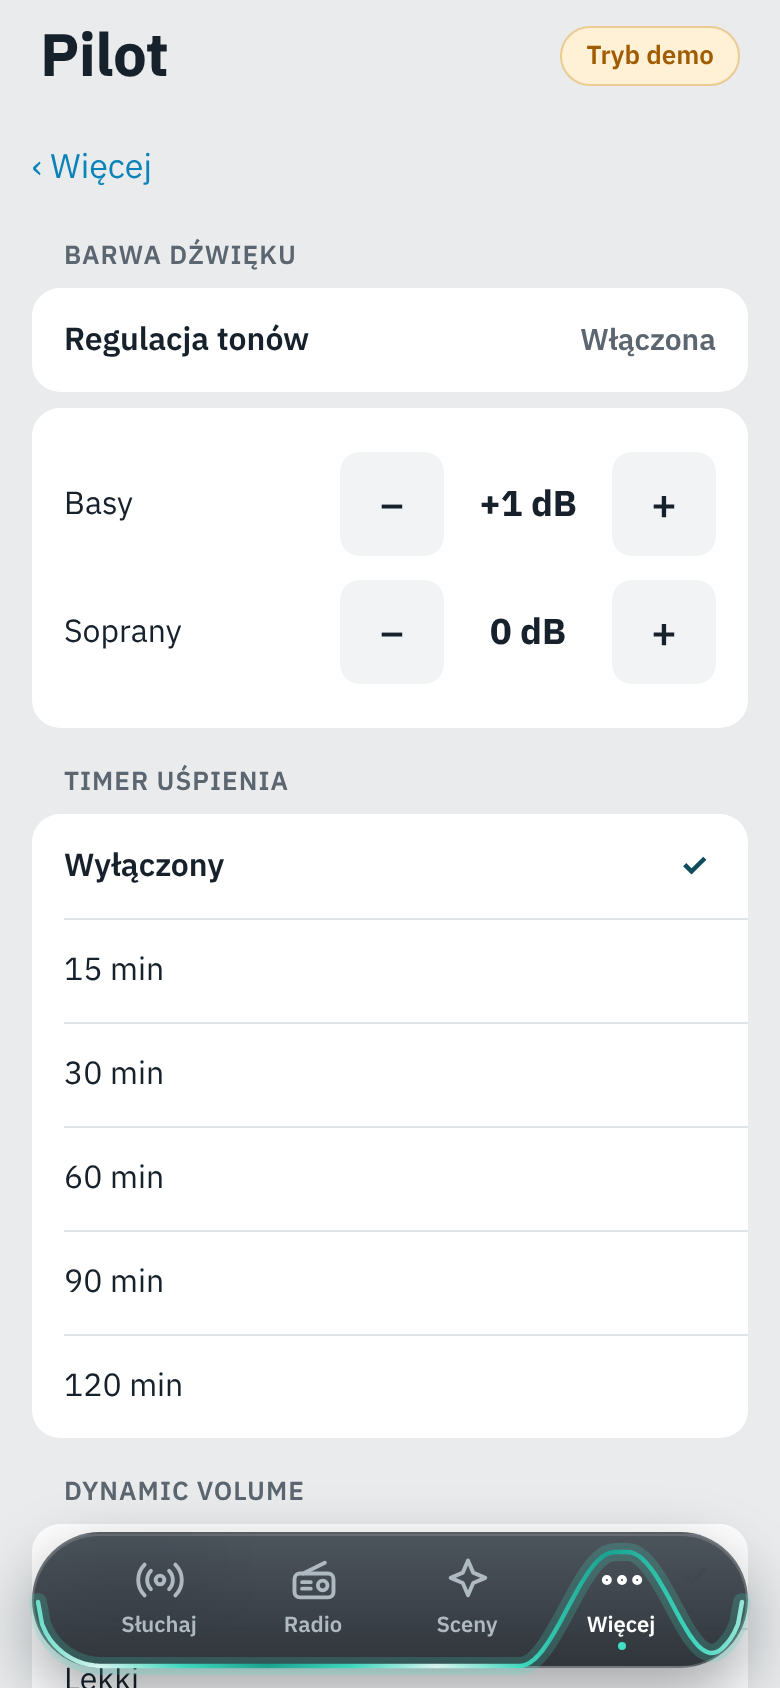 Pilot
Tryb demo
‹ Więcej
BARWA DŹWIĘKU
Regulacja tonów
Włączona
Basy
− +1 dB +
Soprany
− 0 dB +
TIMER UŚPIENIA
Wyłączony
15 min
30 min
60 min
90 min
120 min
DYNAMIC VOLUME
Słuchaj
Radio
Sceny
Więcej
Lekki